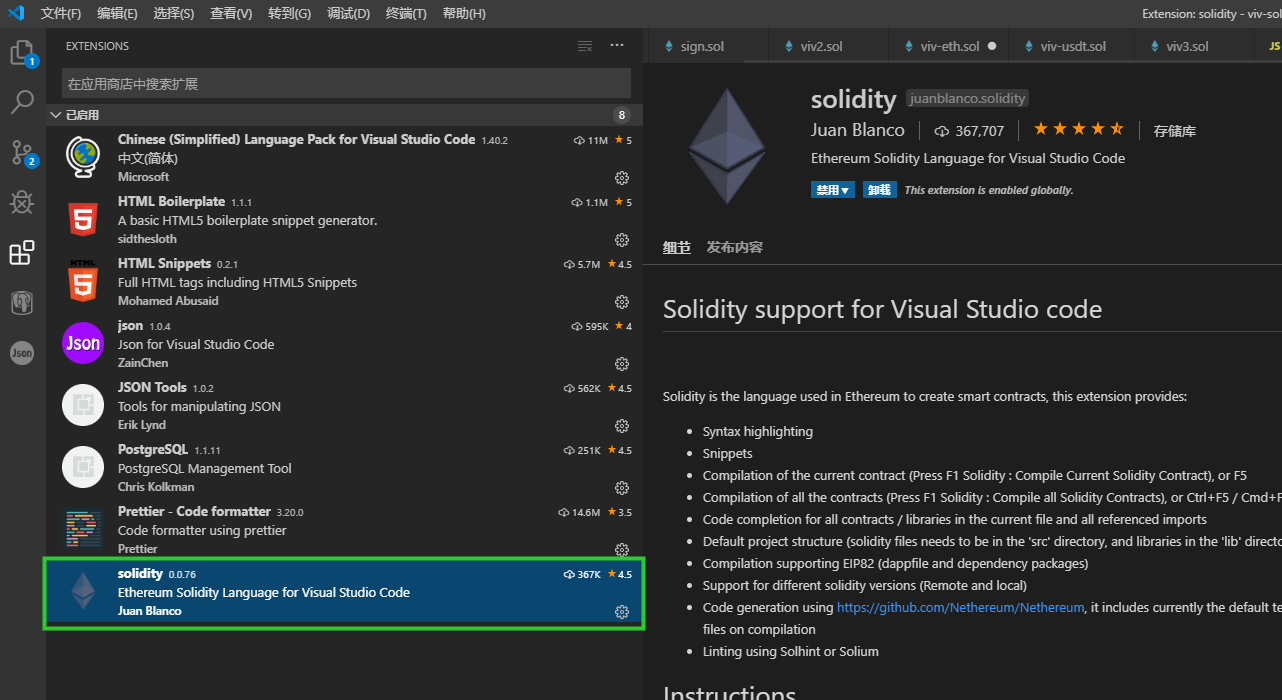 文件(F) 编辑(E) 选择(S) 查看(V) 转到(G) 调试(D) 终端(T) 帮助(H) Extension: solidity - viv-sol
EXTENSIONS
在应用商店中搜索扩展
已启用 8
Chinese (Simplified) Language Pack for Visual Studio Code 1.40.2 11M 5
中文(简体)
Microsoft
HTML Boilerplate 1.1.1 1.1M 5
A basic HTML5 boilerplate snippet generator.
sidthesloth
HTML Snippets 0.2.1 5.7M 4.5
Full HTML tags including HTML5 Snippets
Mohamed Abusaid
json 1.0.4 595K 4
Json for Visual Studio Code
ZainChen
JSON Tools 1.0.2 562K 4.5
Tools for manipulating JSON
Erik Lynd
PostgreSQL 1.1.11 251K 4.5
PostgreSQL Management Tool
Chris Kolkman
Prettier - Code formatter 3.20.0 14.6M 3.5
Code formatter using prettier
Prettier
solidity 0.0.76 367K 4.5
Ethereum Solidity Language for Visual Studio Code
Juan Blanco
1
2
Json
HTML
5
HTML
5
Json
sign.sol viv2.sol viv-eth.sol viv-usdt.sol viv3.sol JS
solidity juanblanco.solidity
Juan Blanco 367,707 存储库
Ethereum Solidity Language for Visual Studio Code
禁用 卸载 This extension is enabled globally.
细节 发布内容
Solidity support for Visual Studio code
Solidity is the language used in Ethereum to create smart contracts, this extension provides:
Syntax highlighting
Snippets
Compilation of the current contract (Press F1 Solidity : Compile Current Solidity Contract), or F5
Compilation of all the contracts (Press F1 Solidity : Compile all Solidity Contracts), or Ctrl+F5 / Cmd+F
Code completion for all contracts / libraries in the current file and all referenced imports
Default project structure (solidity files needs to be in the 'src' directory, and libraries in the 'lib' directo
Compilation supporting EIP82 (dappfile and dependency packages)
Support for different solidity versions (Remote and local)
Code generation using https://github.com/Nethereum/Nethereum, it includes currently the default te
files on compilation
Linting using Solhint or Solium
Instructions